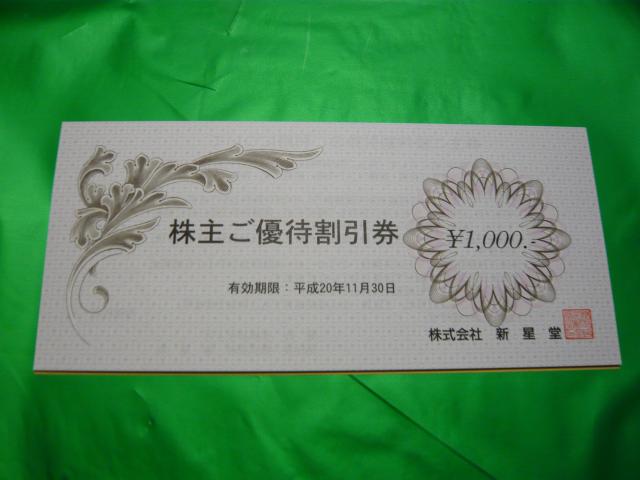 株主ご優待割引券
¥1,000.-
有効期限：平成20年11月30日
株式会社 新星堂